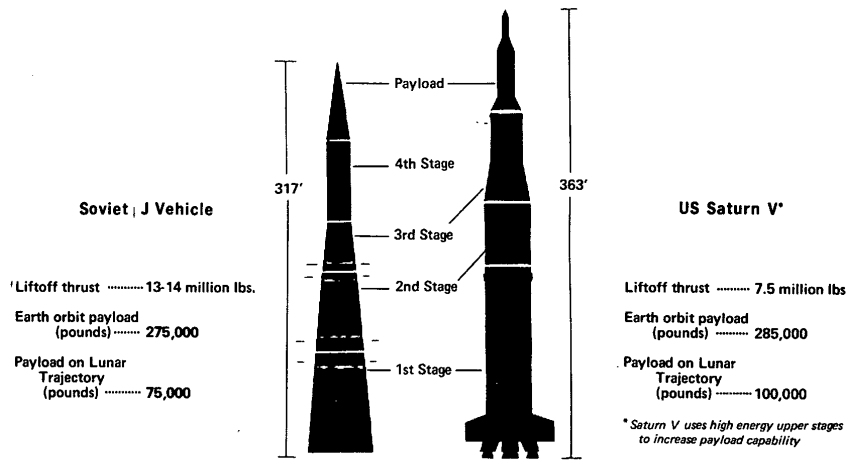 Payload
4th Stage
317'
363'
Soviet J Vehicle
US Saturn V*
3rd Stage
2nd Stage
Liftoff thrust ·········· 13-14 million lbs.
Liftoff thrust ········· 7.5 million lbs
Earth orbit payload
(pounds) ······· 275,000
Earth orbit payload
(pounds) ······· 285,000
1st Stage
Payload on Lunar
Trajectory
(pounds) ·········· 75,000
Payload on Lunar
Trajectory
(pounds) ········· 100,000
* Saturn V uses high energy upper stages
to increase payload capability